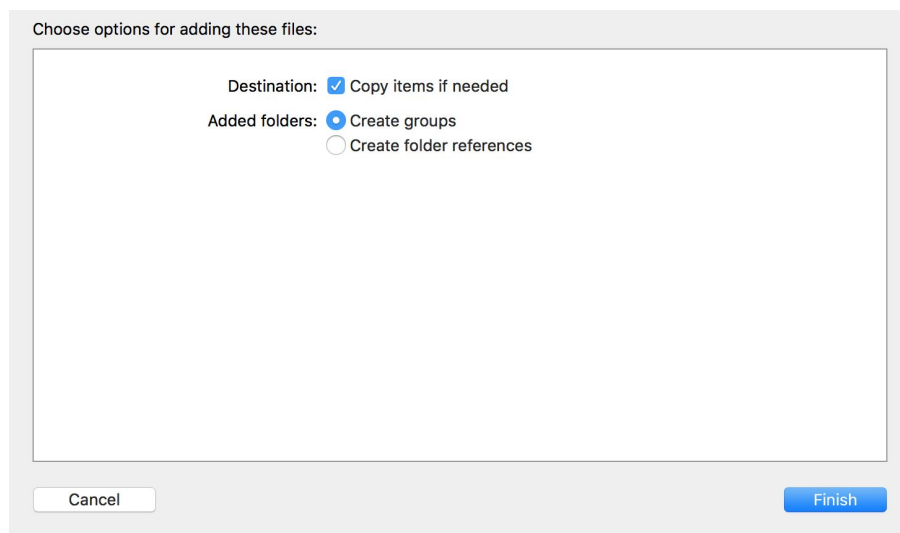 Choose options for adding these files:
Destination: Copy items if needed
Added folders: Create groups
Create folder references
Cancel Finish